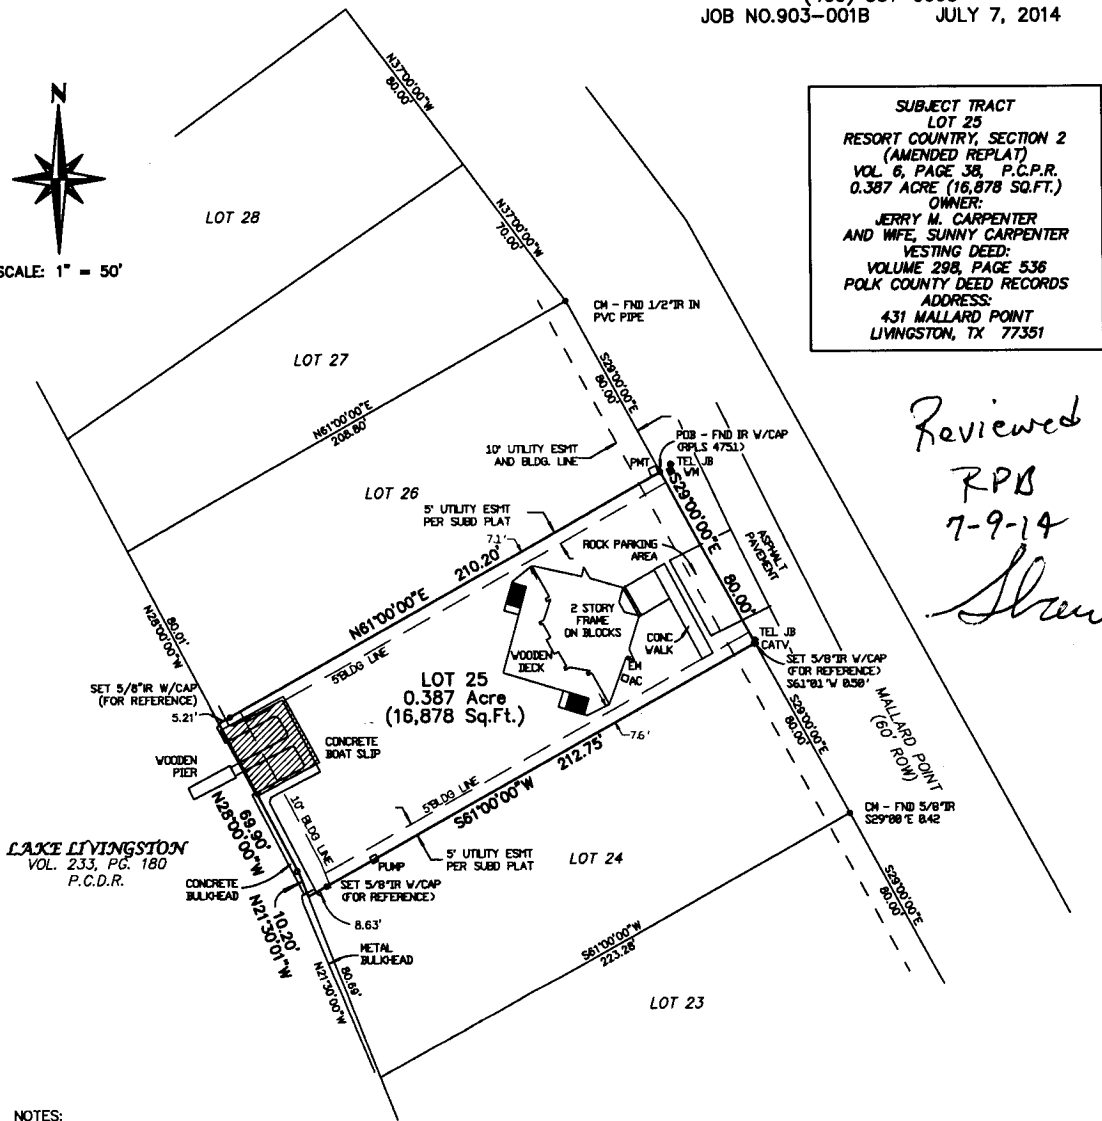 JOB NO.903-001B JULY 7, 2014
N
SCALE: 1" = 50'
SUBJECT TRACT
LOT 25
RESORT COUNTRY, SECTION 2
(AMENDED REPLAT)
VOL. 6, PAGE 38, P.C.P.R.
0.387 ACRE (16,878 SQ.FT.)
OWNER:
JERRY M. CARPENTER
AND WIFE, SUNNY CARPENTER
VESTING DEED:
VOLUME 298, PAGE 536
POLK COUNTY DEED RECORDS
ADDRESS:
431 MALLARD POINT
LIVINGSTON, TX 77351
Reviewed
RPB
7-9-14
N37°00'00"W
80.00'
LOT 28
N37°00'00"W
70.00'
CM - FND 1/2"IR IN
PVC PIPE
LOT 27
N61°00'00"E
208.80'
S29°00'00"E
80.00'
10' UTILITY ESMT
AND BLDG. LINE
POB - FND IR W/CAP
(RPLS 4751)
PMT
TEL JB
WM
LOT 26
5' UTILITY ESMT
PER SUBD PLAT
7.1'
S29°00'00"E
80.00'
ROCK PARKING
AREA
ASPHALT
PAVEMENT
N61°00'00"E
210.20'
2 STORY
FRAME
ON BLOCKS
WOODEN
DECK
CONC
WALK
EM
AC
TEL JB
CATV
SET 5/8"IR W/CAP
(FOR REFERENCE)
S61°01'W 0.50'
N28°00'00"W
80.01'
5'BLDG LINE
LOT 25
0.387 Acre
(16,878 Sq.Ft.)
SET 5/8"IR W/CAP
(FOR REFERENCE)
5.21'
CONCRETE
BOAT SLIP
WOODEN
PIER
7.6'
S61°00'00"W
212.75'
5'BLDG LINE
10' BLDG LINE
MALLARD POINT
(60' ROW)
S29°00'00"E
80.00'
CM - FND 5/8"IR
S29°00'E 0.42
N28°00'00"W
69.90'
LAKE LIVINGSTON
VOL. 233, PG. 180
P.C.D.R.
PUMP
5' UTILITY ESMT
PER SUBD PLAT
LOT 24
CONCRETE
BULKHEAD
SET 5/8"IR W/CAP
(FOR REFERENCE)
8.63'
N21°30'01"W
10.20'
METAL
BULKHEAD
N21°30'00"W
80.69'
S61°00'00"W
223.28'
S29°00'00"E
80.00'
LOT 23
NOTES: